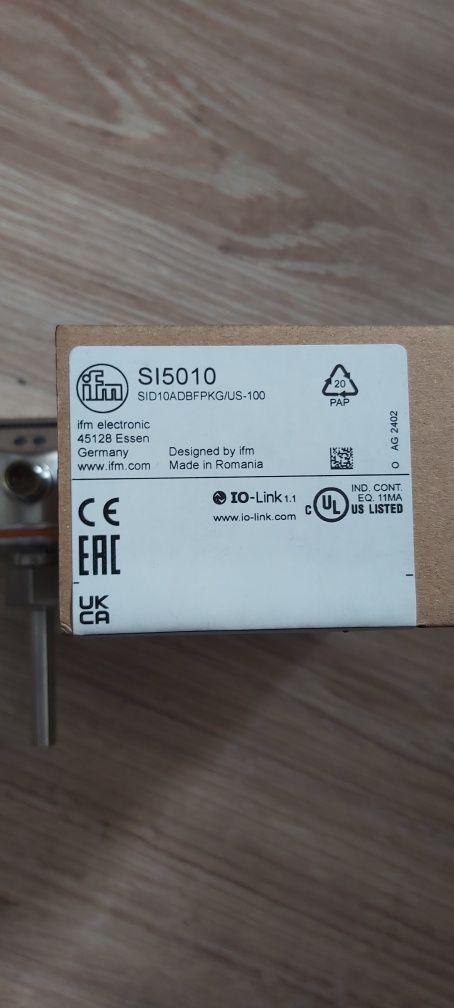 ifm
SI5010
SID10ADBFPKG/US-100
20
PAP
ifm electronic
45128 Essen
Germany
www.ifm.com
Designed by ifm
Made in Romania
O AG 2402
CE
EAC
UK
CA
IO-Link 1.1
www.io-link.com
C UL US LISTED
IND. CONT.
EQ. 11MA